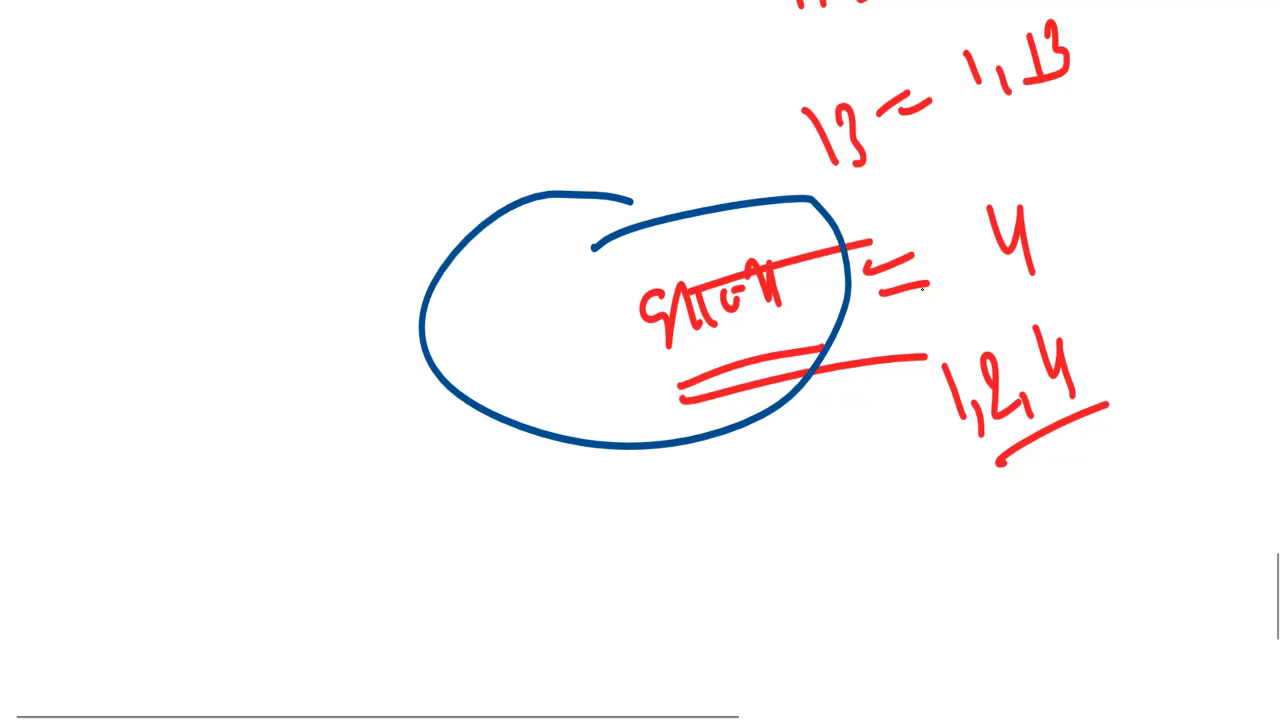 13 = 1, 13
= 4
1, 2, 4